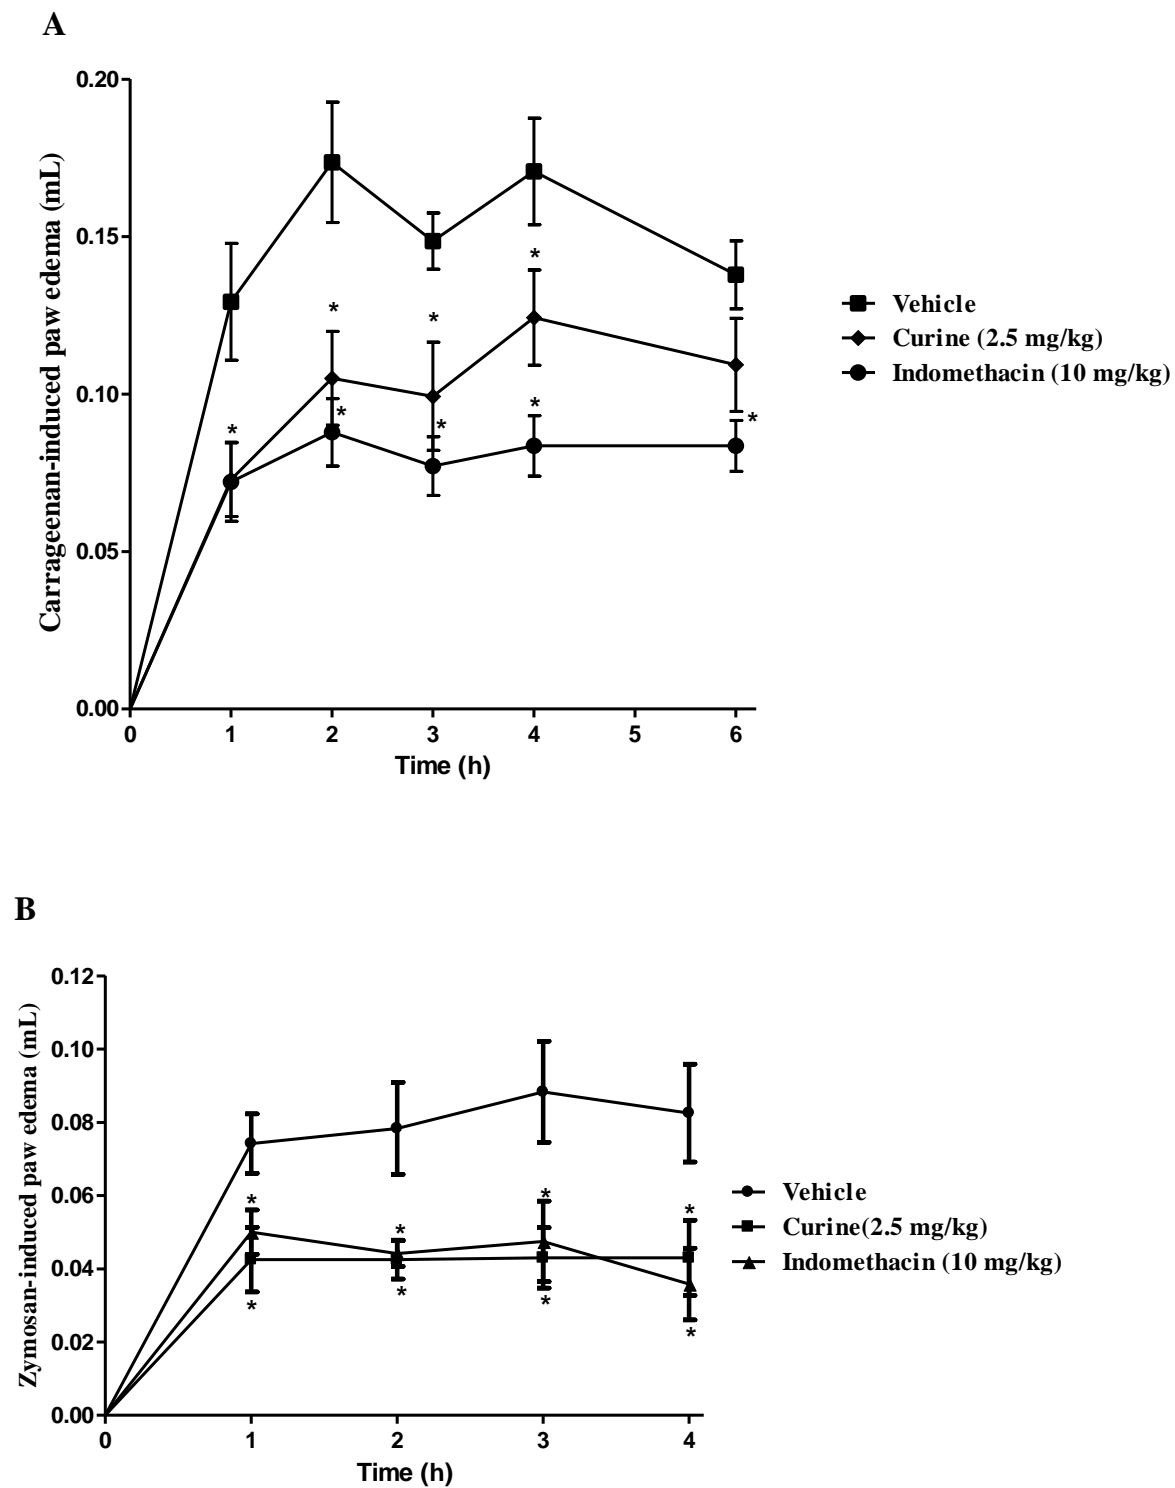 A
Carrageenan-induced paw edema (mL)
0.20
0.15
0.10
0.05
0.00
* * * *
* * * * *
0 1 2 3 4 5 6
Time (h)
Vehicle
Curine (2.5 mg/kg)
Indomethacin (10 mg/kg)
B
Zymosan-induced paw edema (mL)
0.12
0.10
0.08
0.06
0.04
0.02
0.00
* * * *
* * * *
0 1 2 3 4
Time (h)
Vehicle
Curine(2.5 mg/kg)
Indomethacin (10 mg/kg)